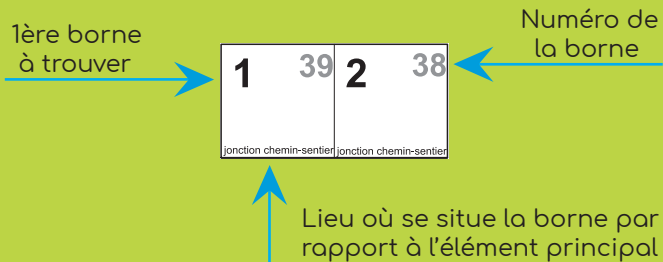 1ère borne
à trouver
Numéro de
la borne
1 39 2 38
jonction chemin-sentier jonction chemin-sentier
Lieu où se situe la borne par
rapport à l'élément principal